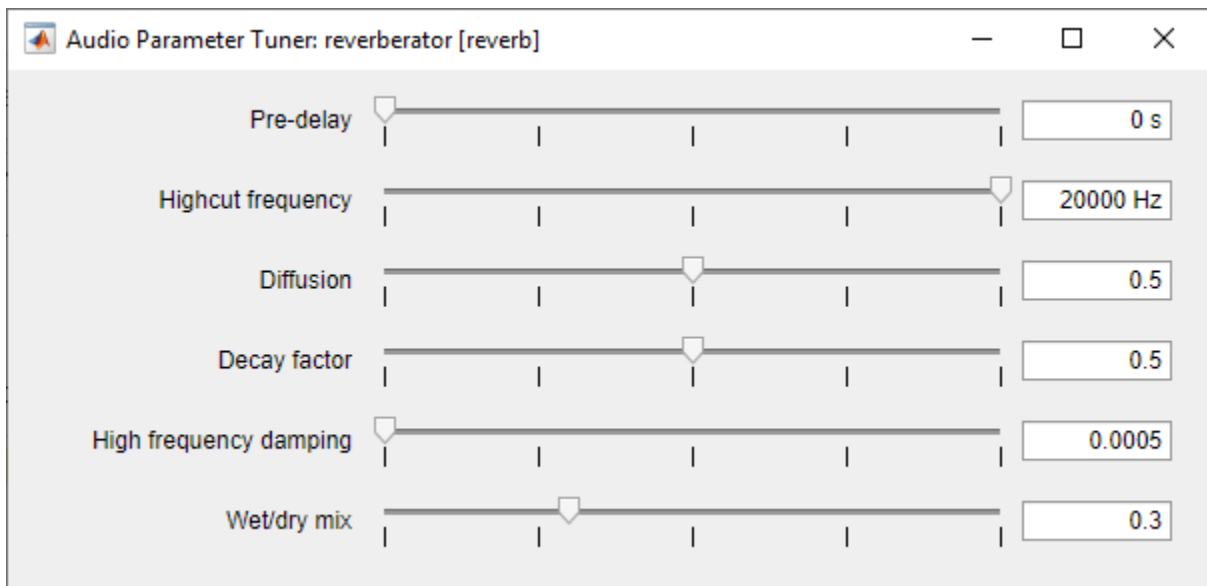 Audio Parameter Tuner: reverberator [reverb]
Pre-delay 0 s
Highcut frequency 20000 Hz
Diffusion 0.5
Decay factor 0.5
High frequency damping 0.0005
Wet/dry mix 0.3